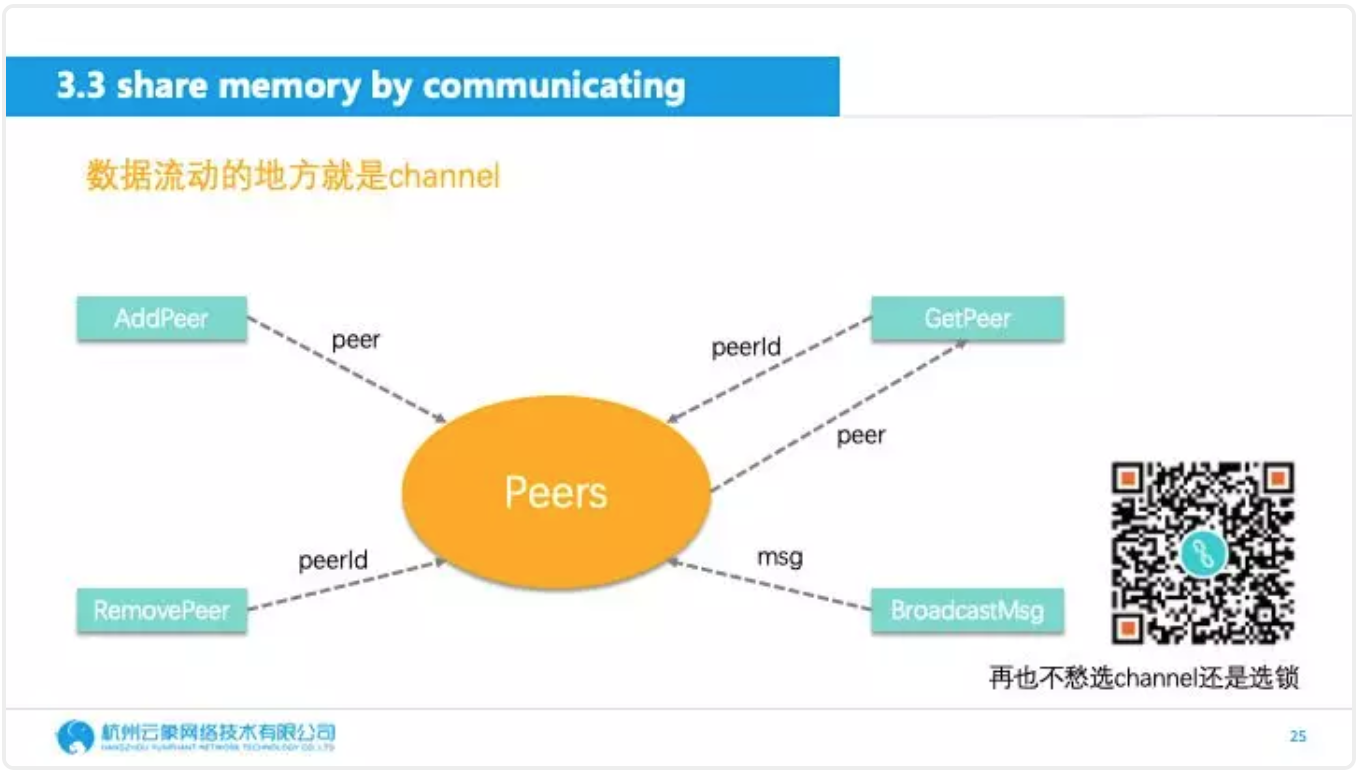 3.3 share memory by communicating
数据流动的地方就是channel
AddPeer
peer
peerId
GetPeer
peer
Peers
peerId
msg
RemovePeer
BroadcastMsg
再也不愁选channel还是选锁
杭州云象网络技术有限公司
HANGZHOU YUNPHANT NETWORK TECHNOLOGY CO.,LTD
25